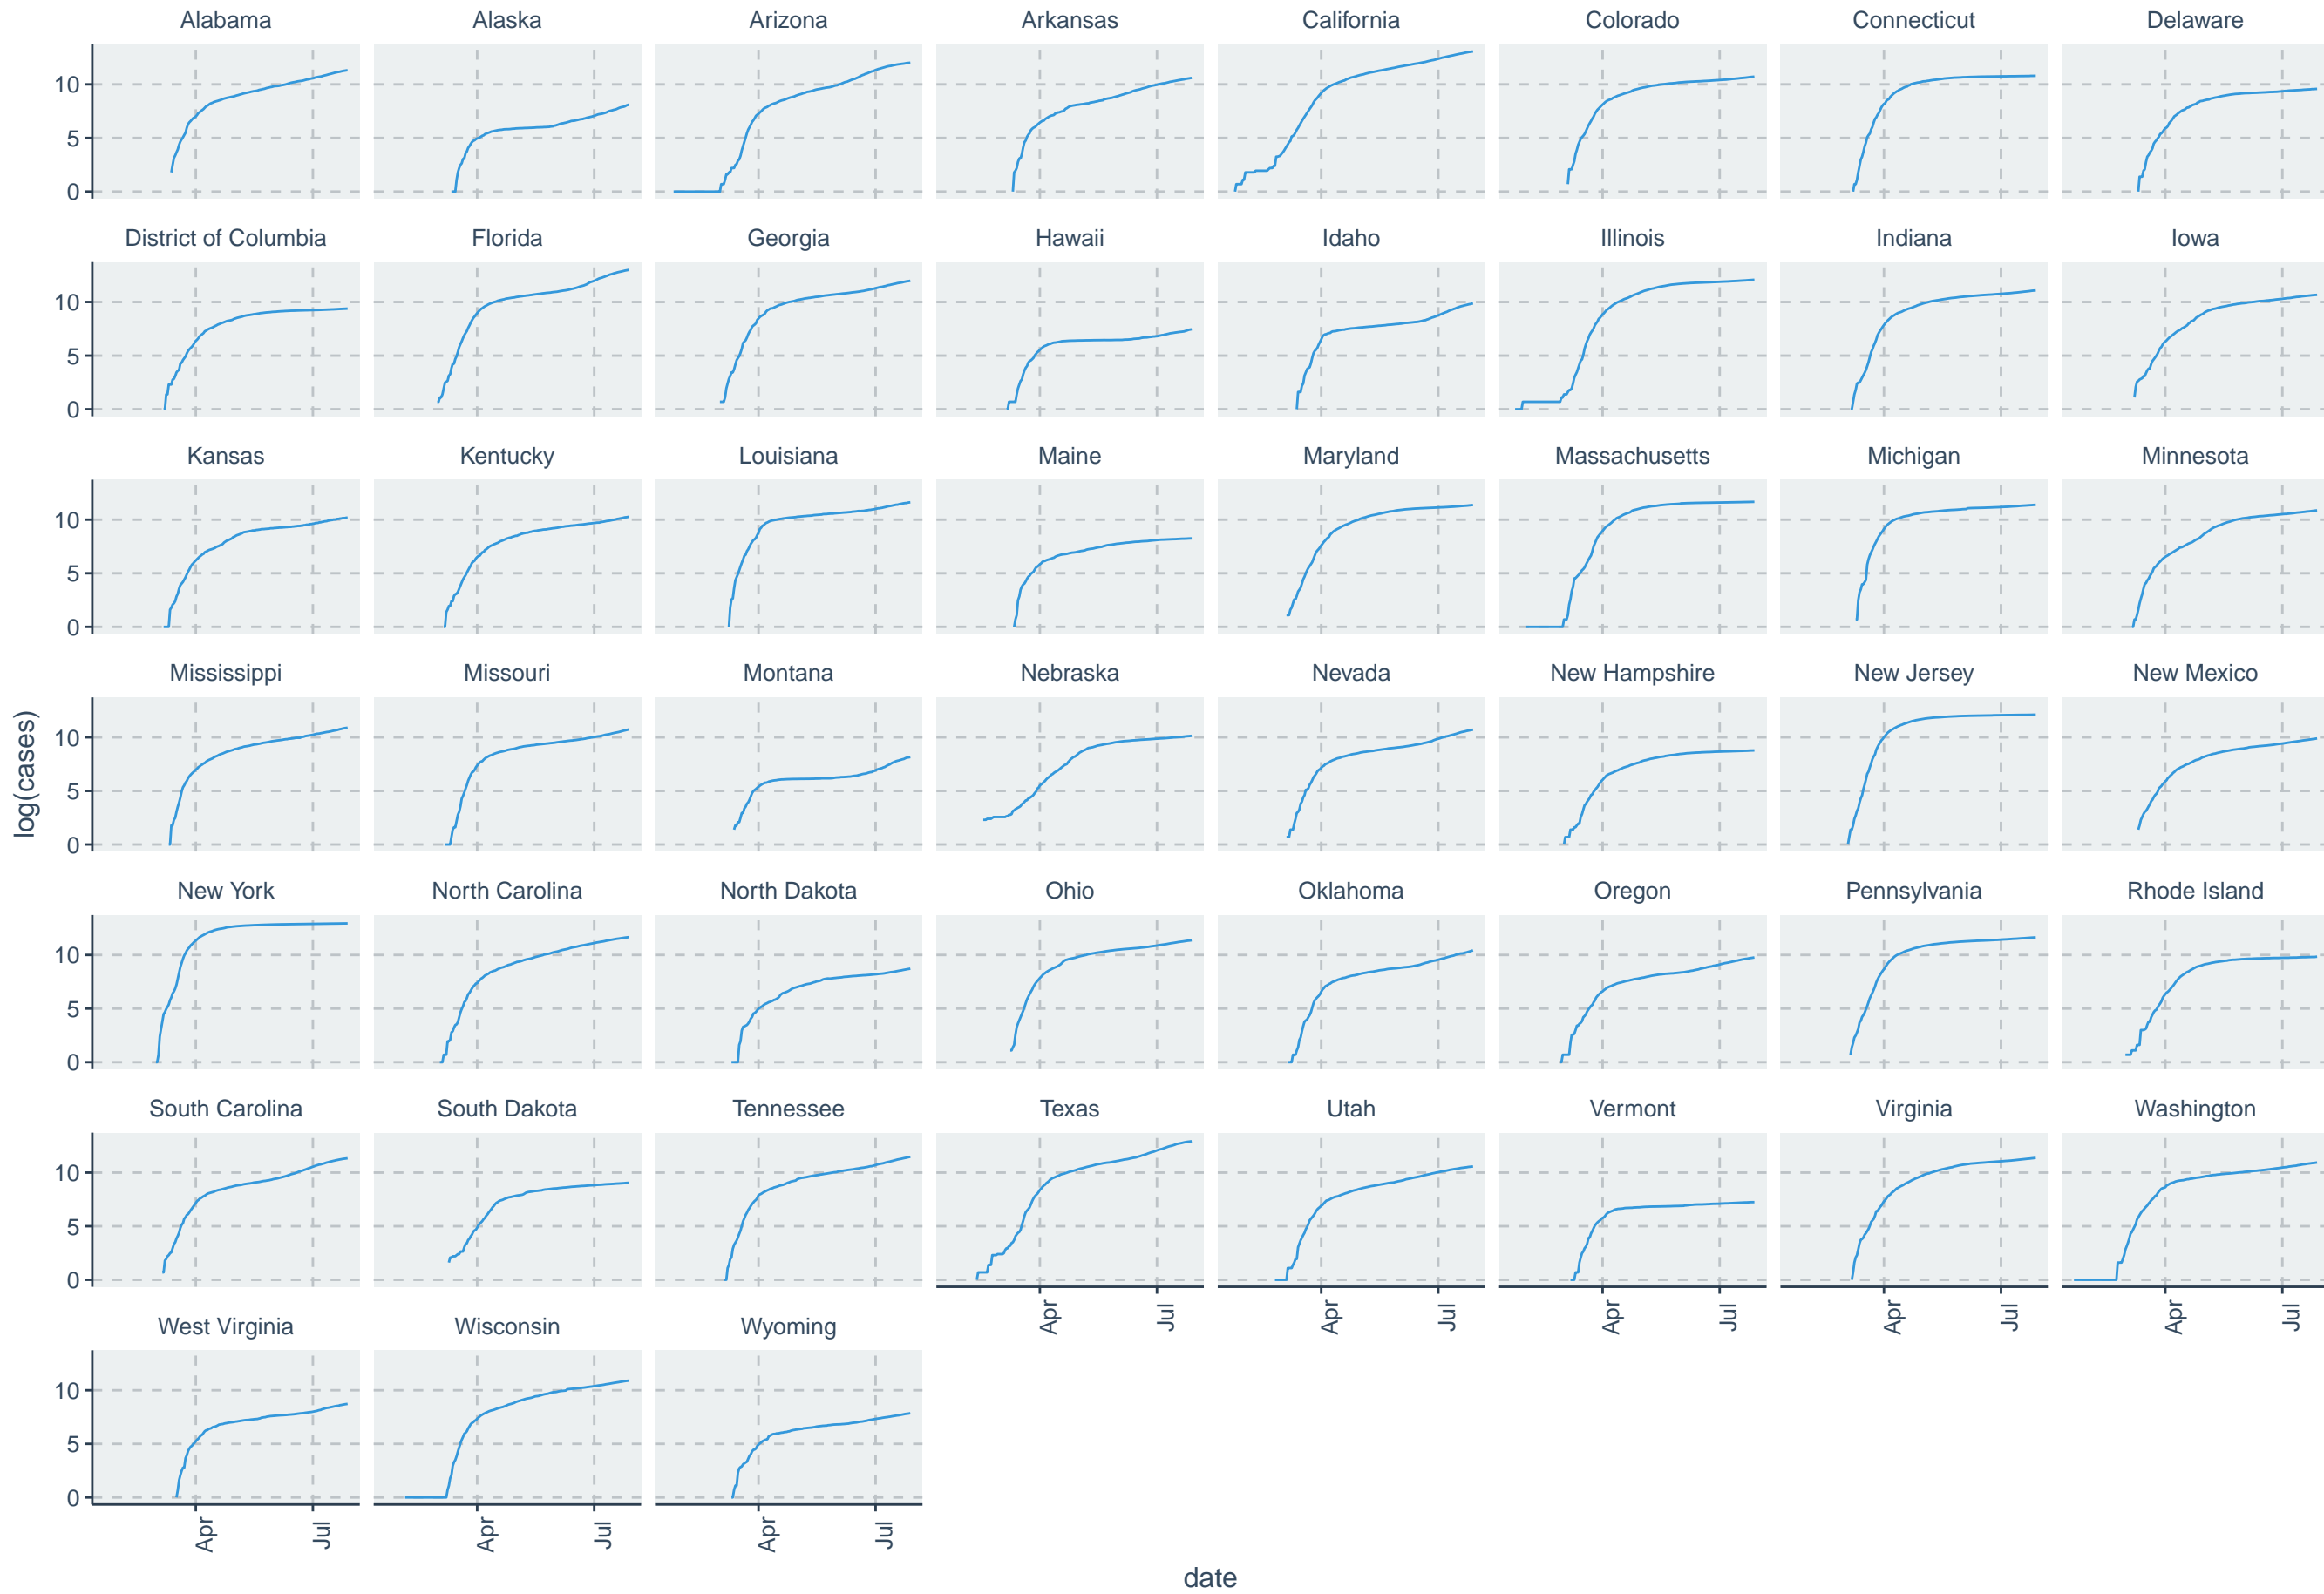 Alabama Alaska Arizona Arkansas California Colorado Connecticut Delaware
10
5
0
District of Columbia Florida Georgia Hawaii Idaho Illinois Indiana Iowa
10
5
0
Kansas Kentucky Louisiana Maine Maryland Massachusetts Michigan Minnesota
10
5
0
Mississippi Missouri Montana Nebraska Nevada New Hampshire New Jersey New Mexico
10
5
0
log(cases)
New York North Carolina North Dakota Ohio Oklahoma Oregon Pennsylvania Rhode Island
10
5
0
South Carolina South Dakota Tennessee Texas Utah Vermont Virginia Washington
10
5
0
Apr Jul Apr Jul Apr Jul Apr Jul Apr Jul
West Virginia Wisconsin Wyoming
10
5
0
Apr Jul Apr Jul Apr Jul
date